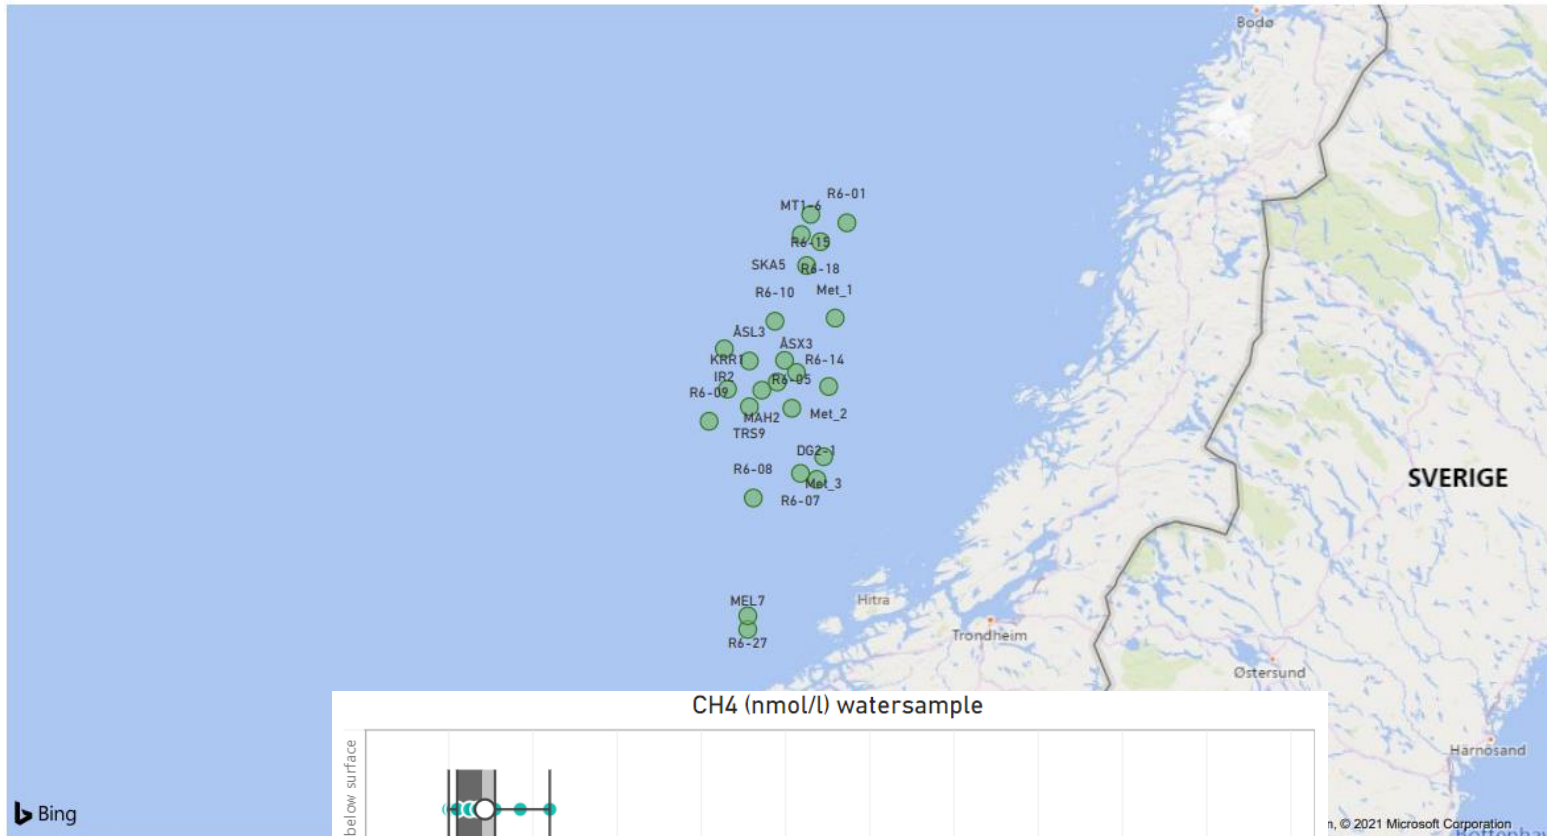 Bodø
R6-01
MT1-6
R6-15
SKA5
R6-18
R6-10
Met_1
ÅSL3
ÅSX3
KRR1
R6-14
IR2
R6-05
R6-09
MAH2
Met_2
TRS9
DG2-1
R6-08
Met_3
R6-07
SVERIGE
MEL7
Hitra
R6-27
Trondheim
Östersund
CH4 (nmol/l) watersample
below surface
Härnösand
Bing
n, © 2021 Microsoft Corporation